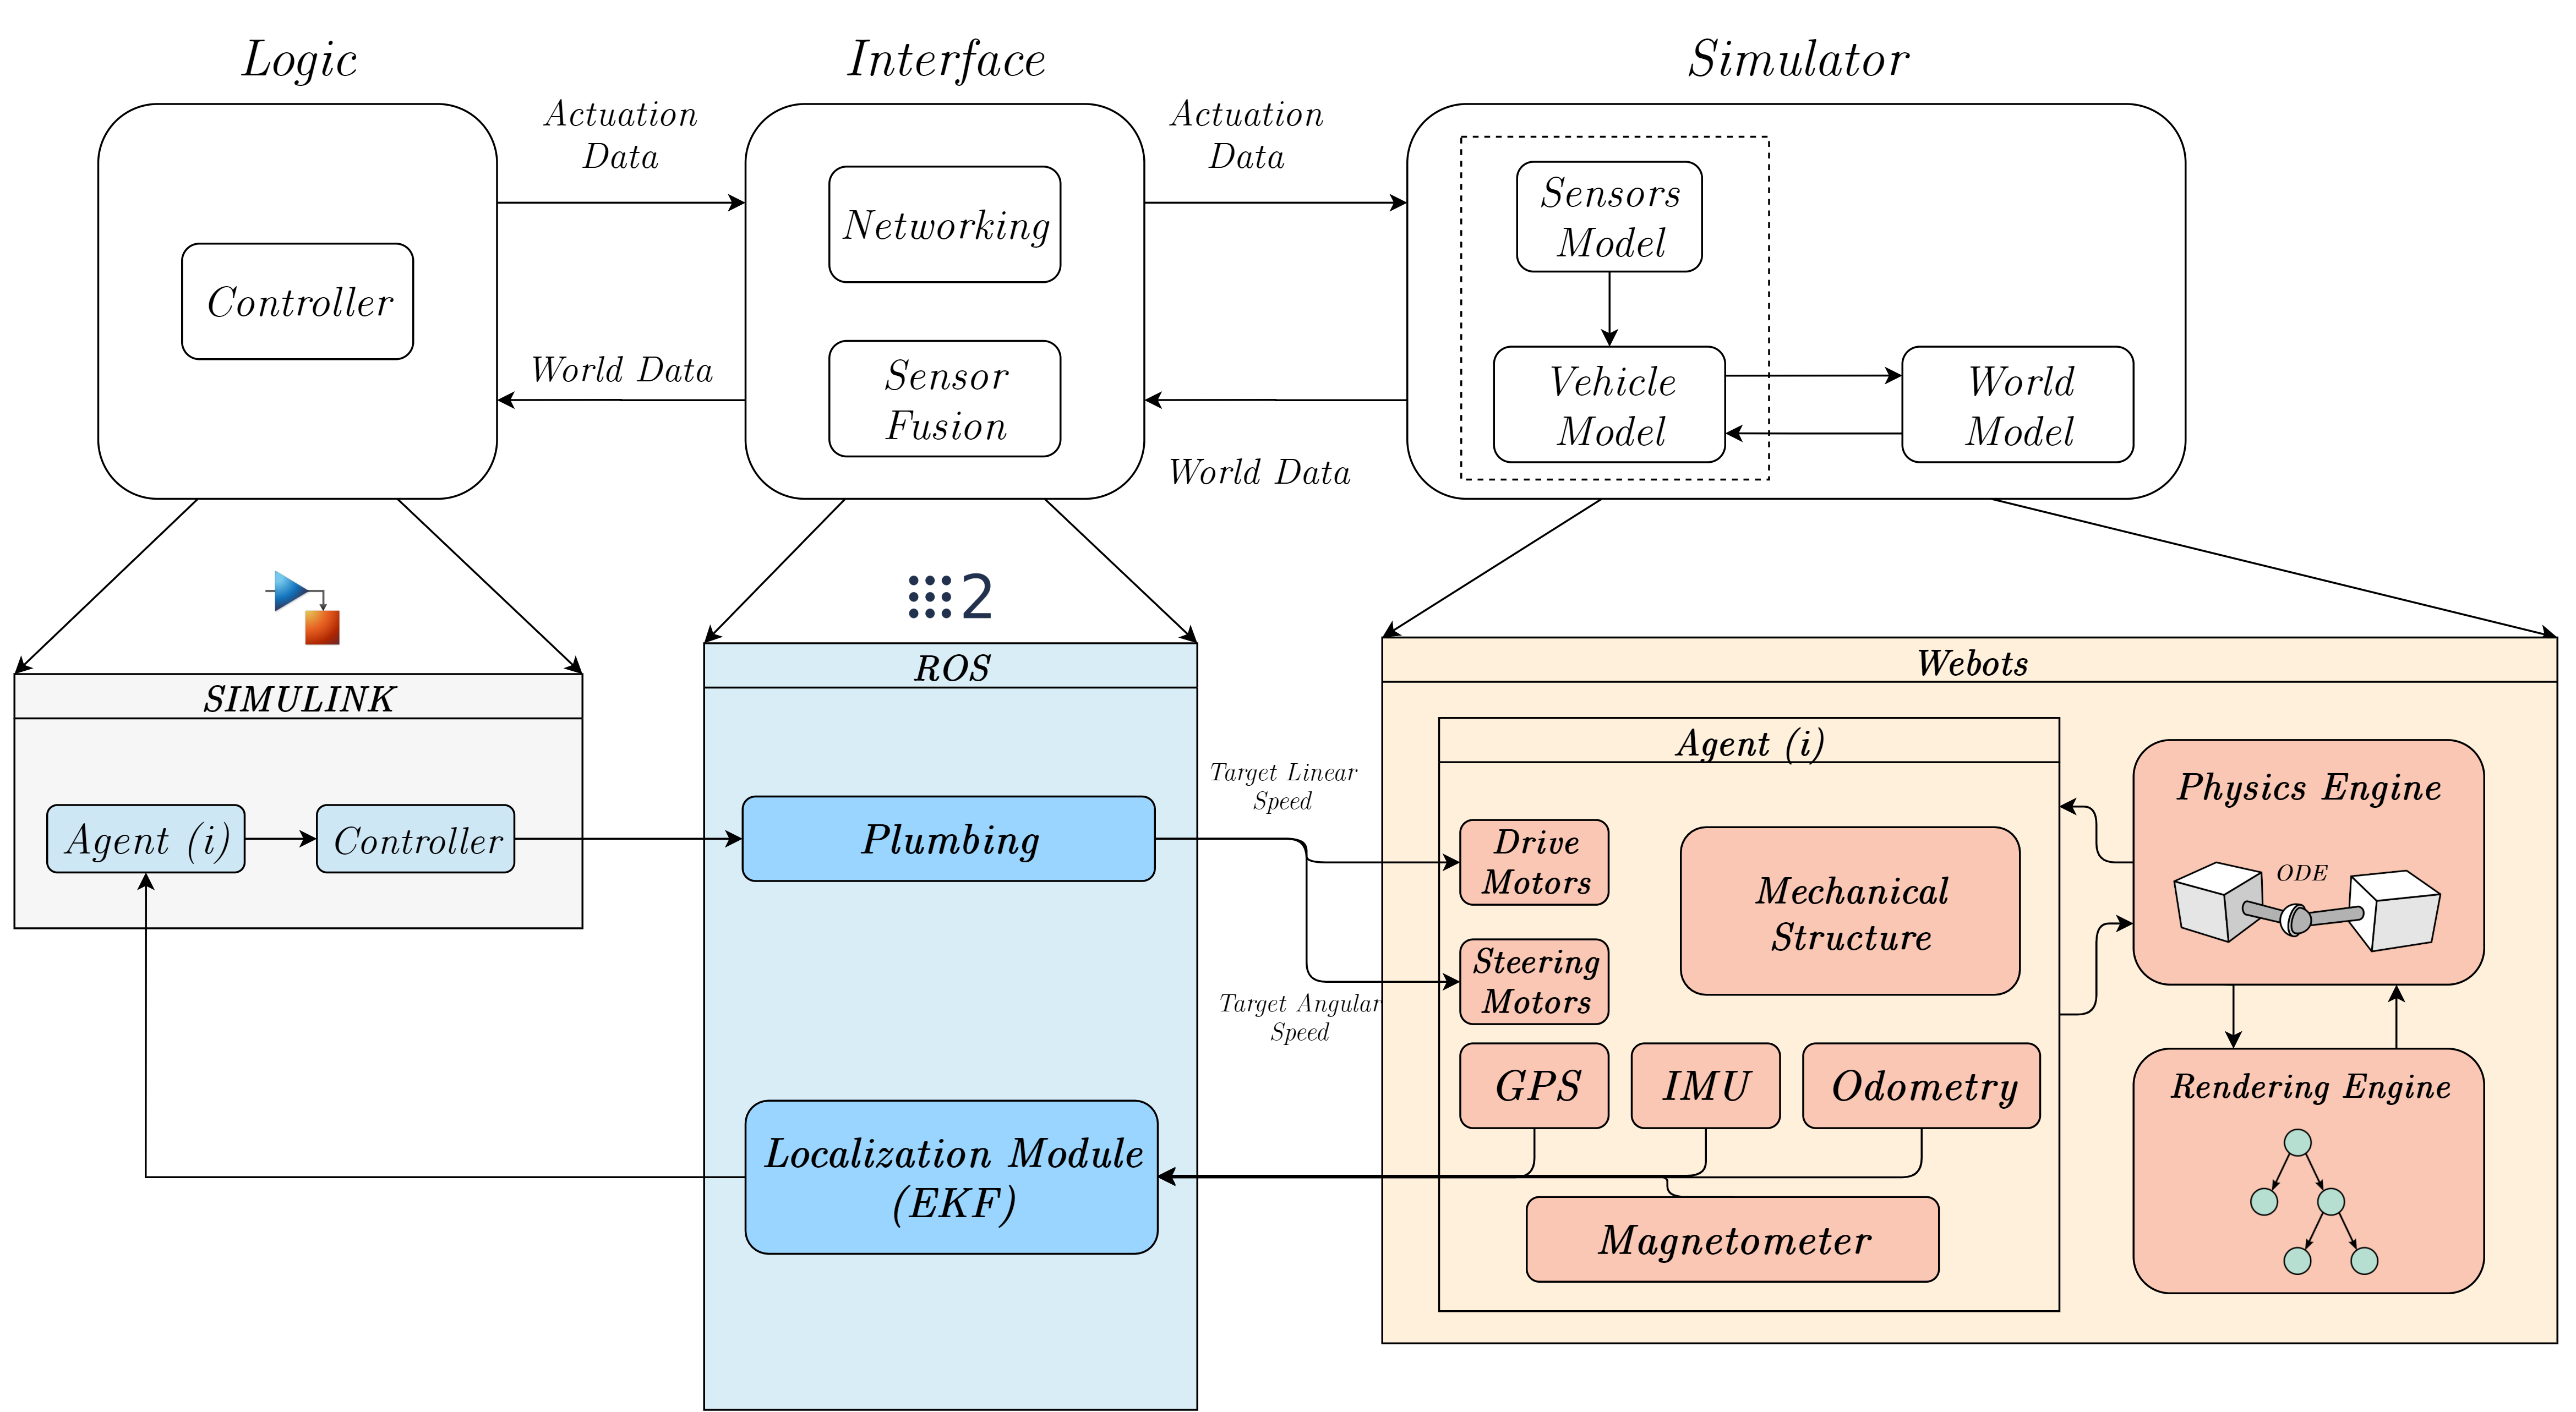 Logic
Interface
Simulator
Actuation
Data
Actuation
Data
Controller
Networking
Sensor
Fusion
World Data
World Data
Sensors
Model
Vehicle
Model
World
Model
2
SIMULINK
Agent (i)
Controller
ROS
Plumbing
Localization Module
(EKF)
Target Linear
Speed
Target Angular
Speed
Webots
Agent (i)
Drive
Motors
Steering
Motors
Mechanical
Structure
GPS
IMU
Odometry
Magnetometer
Physics Engine
ODE
Rendering Engine